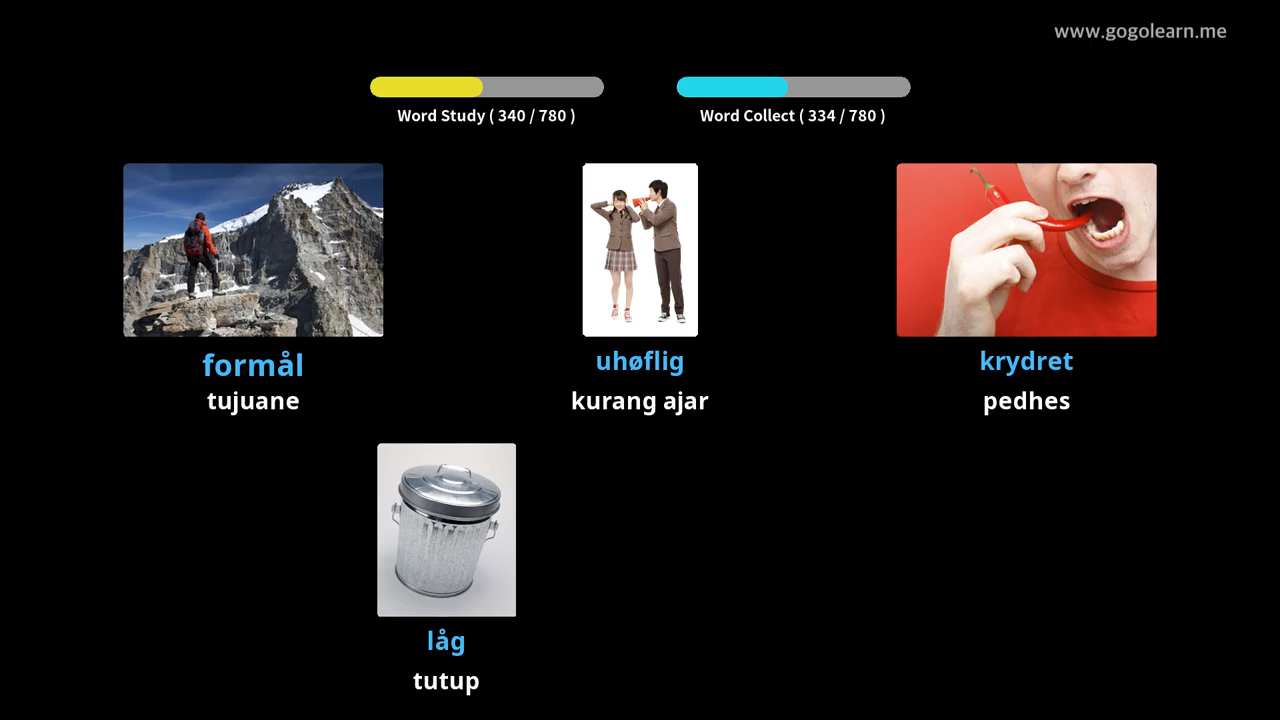 www.gogolearn.me
Word Study ( 340 / 780 )
Word Collect ( 334 / 780 )
formål
tujuane
uhøflig
kurang ajar
krydret
pedhes
låg
tutup